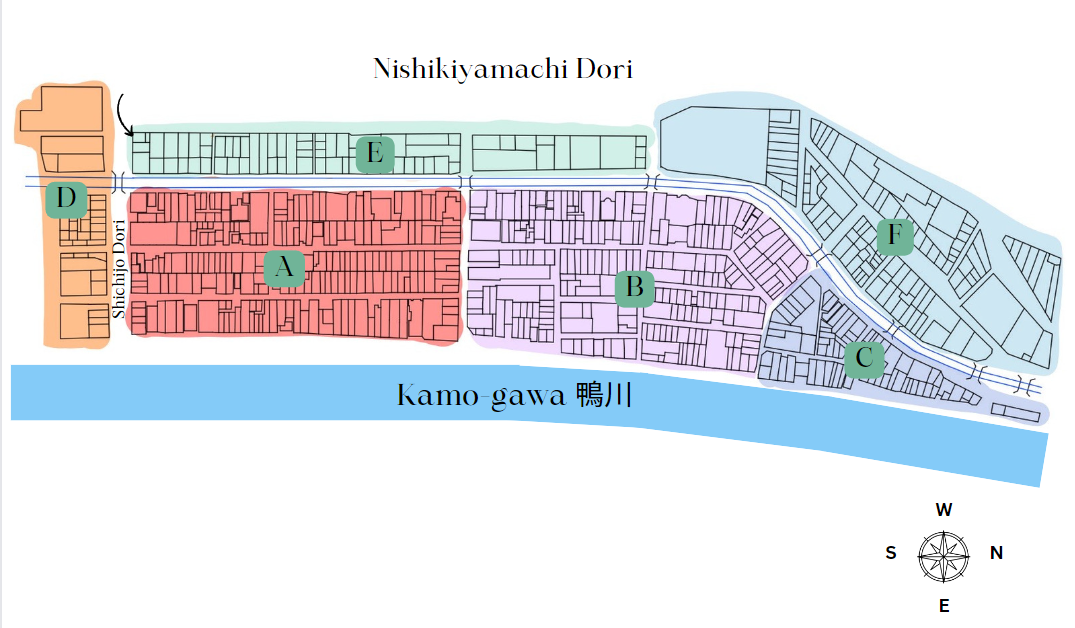 Nishikiyamachi Dori
E
D
Shichijo Dori
A
B
F
C
Kamo-gawa 鴨川
W
S
N
E